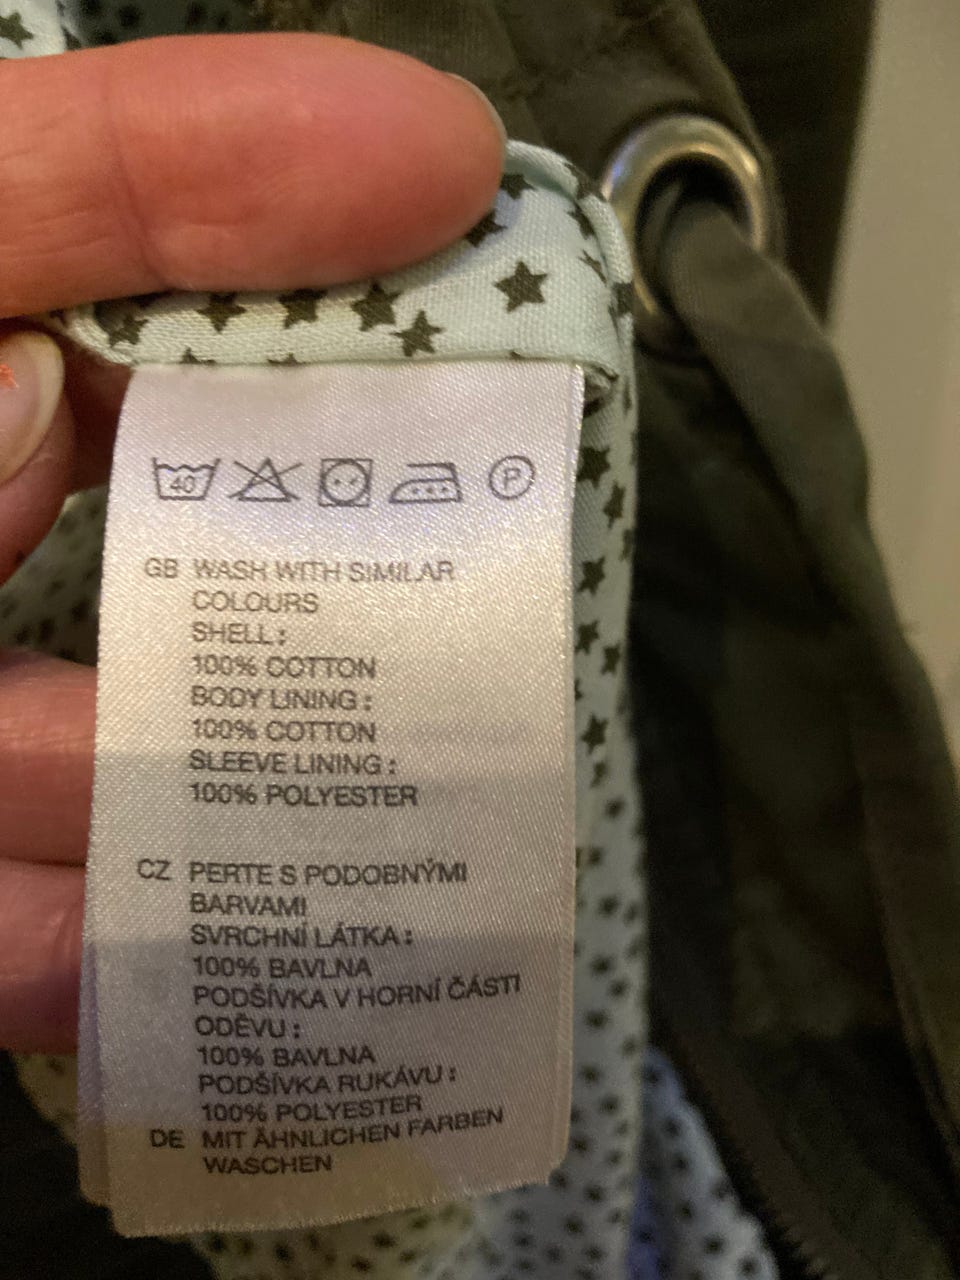 40 P
GB WASH WITH SIMILAR
COLOURS
SHELL :
100% COTTON
BODY LINING :
100% COTTON
SLEEVE LINING :
100% POLYESTER
CZ PERTE S PODOBNÝMI
BARVAMI
SVRCHNÍ LÁTKA :
100% BAVLNA
PODŠÍVKA V HORNÍ ČÁSTI
ODĚVU :
100% BAVLNA
PODŠÍVKA RUKÁVU :
100% POLYESTER
DE MIT ÄHNLICHEN FARBEN
WASCHEN